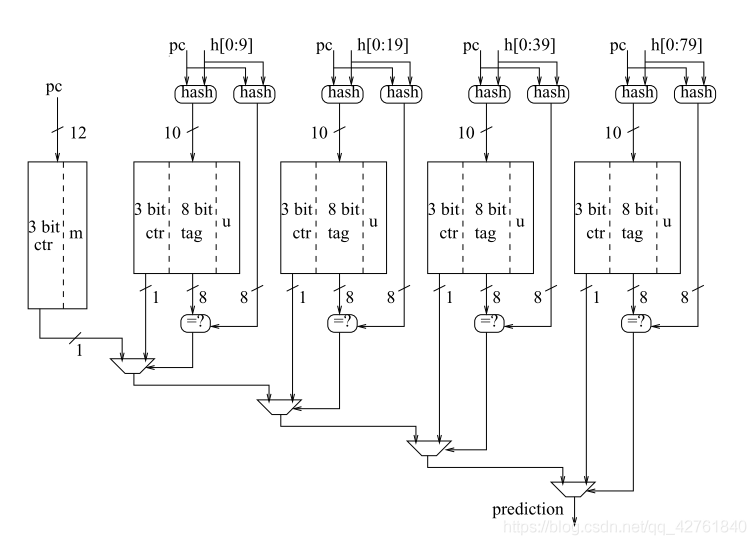 pc h[0:9] pc h[0:19] pc h[0:39] pc h[0:79]
hash hash hash hash hash hash hash hash
pc
12 10 10 10 10
3 bit ctr m 3 bit ctr 8 bit tag u 3 bit ctr 8 bit tag u 3 bit ctr 8 bit tag u 3 bit ctr 8 bit tag u
1 8 8 1 8 8 1 8 8 1 8 8
=? =? =? =?
1
prediction
https://blog.csdn.net/qq_42761840